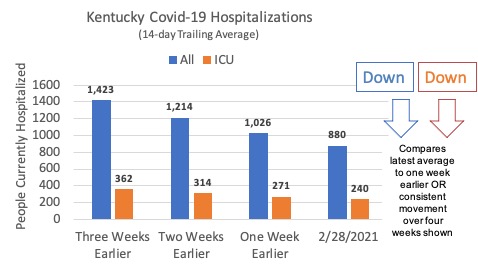 Kentucky Covid-19 Hospitalizations
(14-day Trailing Average)
All ICU
People Currently Hospitalized
1600
1400
1200
1000
800
600
400
200
0
1,423
362
1,214
314
1,026
271
880
240
Three Weeks
Earlier
Two Weeks
Earlier
One Week
Earlier
2/28/2021
Down
Down
Compares
latest average
to one week
earlier OR
consistent
movement
over four
weeks shown